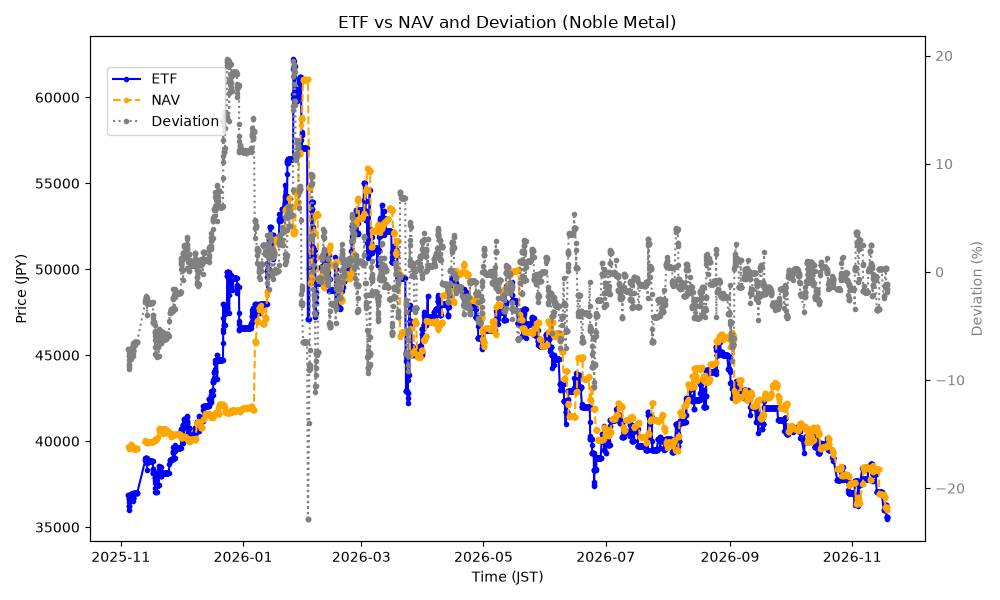 ETF vs NAV and Deviation (Noble Metal)
ETF
NAV
Deviation
Price (JPY)
60000
55000
50000
45000
40000
35000
20
10
0
−10
−20
Deviation (%)
2025-11
2026-01
2026-03
2026-05
2026-07
2026-09
2026-11
Time (JST)